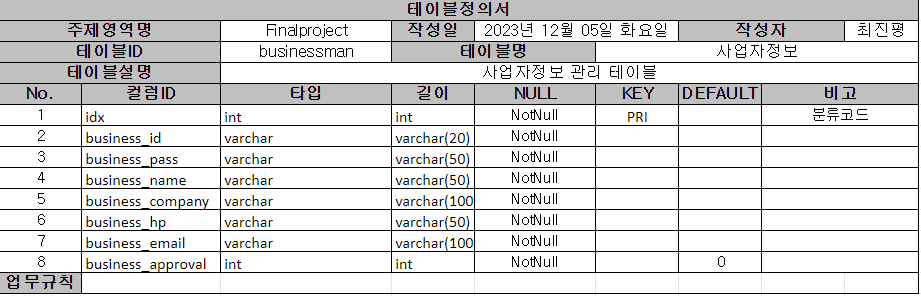 테이블정의서
주제영역명 Finalproject 작성일 2023년 12월 05일 화요일 작성자 최진평
테이블ID businessman 테이블명 사업자정보
테이블설명 사업자정보 관리 테이블
No. 컬럼ID 타입 길이 NULL KEY DEFAULT 비고
1 idx int int NotNull PRI 분류코드
2 business_id varchar varchar(20) NotNull
3 business_pass varchar varchar(50) NotNull
4 business_name varchar varchar(50) NotNull
5 business_company varchar varchar(100 NotNull
6 business_hp varchar varchar(50) NotNull
7 business_email varchar varchar(100 NotNull
8 business_approval int int NotNull 0
업무규칙